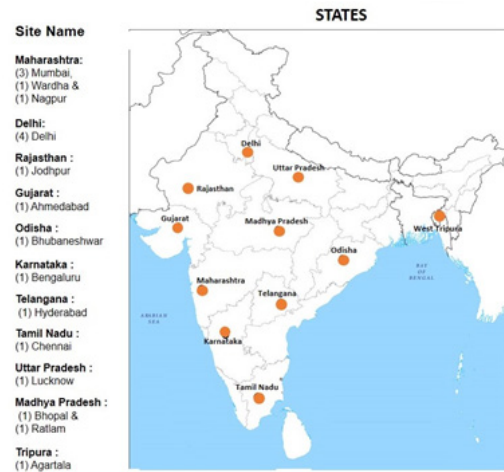 STATES
Site Name
Maharashtra:
(3) Mumbai,
(1) Wardha &
(1) Nagpur
Delhi:
(4) Delhi
Rajasthan :
(1) Jodhpur
Gujarat :
(1) Ahmedabad
Odisha :
(1) Bhubaneshwar
Karnataka :
(1) Bengaluru
Telangana :
(1) Hyderabad
Tamil Nadu :
(1) Chennai
Uttar Pradesh :
(1) Lucknow
Madhya Pradesh :
(1) Bhopal &
(1) Ratlam
Tripura :
(1) Agartala
Delhi
Uttar Pradesh
Rajasthan
Gujarat
Madhya Pradesh
West Tripura
Odisha
Maharashtra
Telangana
Karnataka
Tamil Nadu
ARABIAN
SEA
BAY
OF
BENGAL